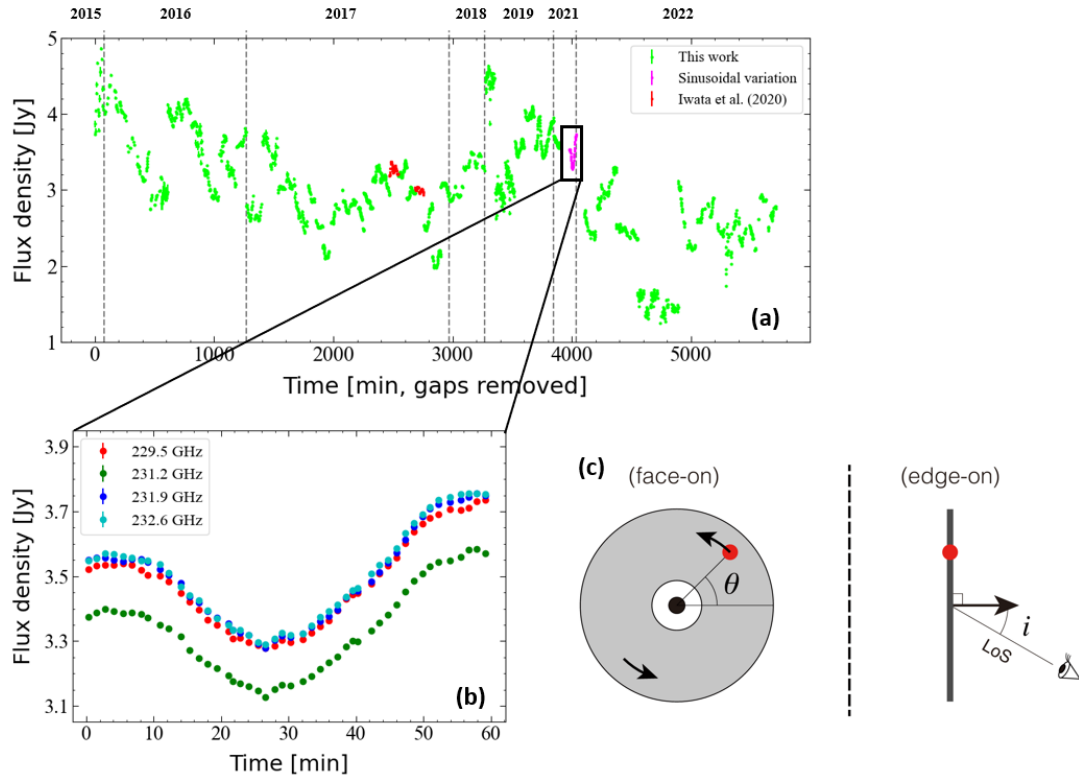 2015 2016 2017 2018 2019 2021 2022
5
4
3
2
1
Flux density [Jy]
This work
Sinusoidal variation
Iwata et al. (2020)
(a)
0 1000 2000 3000 4000 5000
Time [min, gaps removed]
3.9
3.7
3.5
3.3
3.1
Flux density [Jy]
229.5 GHz
231.2 GHz
231.9 GHz
232.6 GHz
(b)
0 10 20 30 40 50 60
Time [min]
(c)
(face-on)
θ
(edge-on)
i
LoS